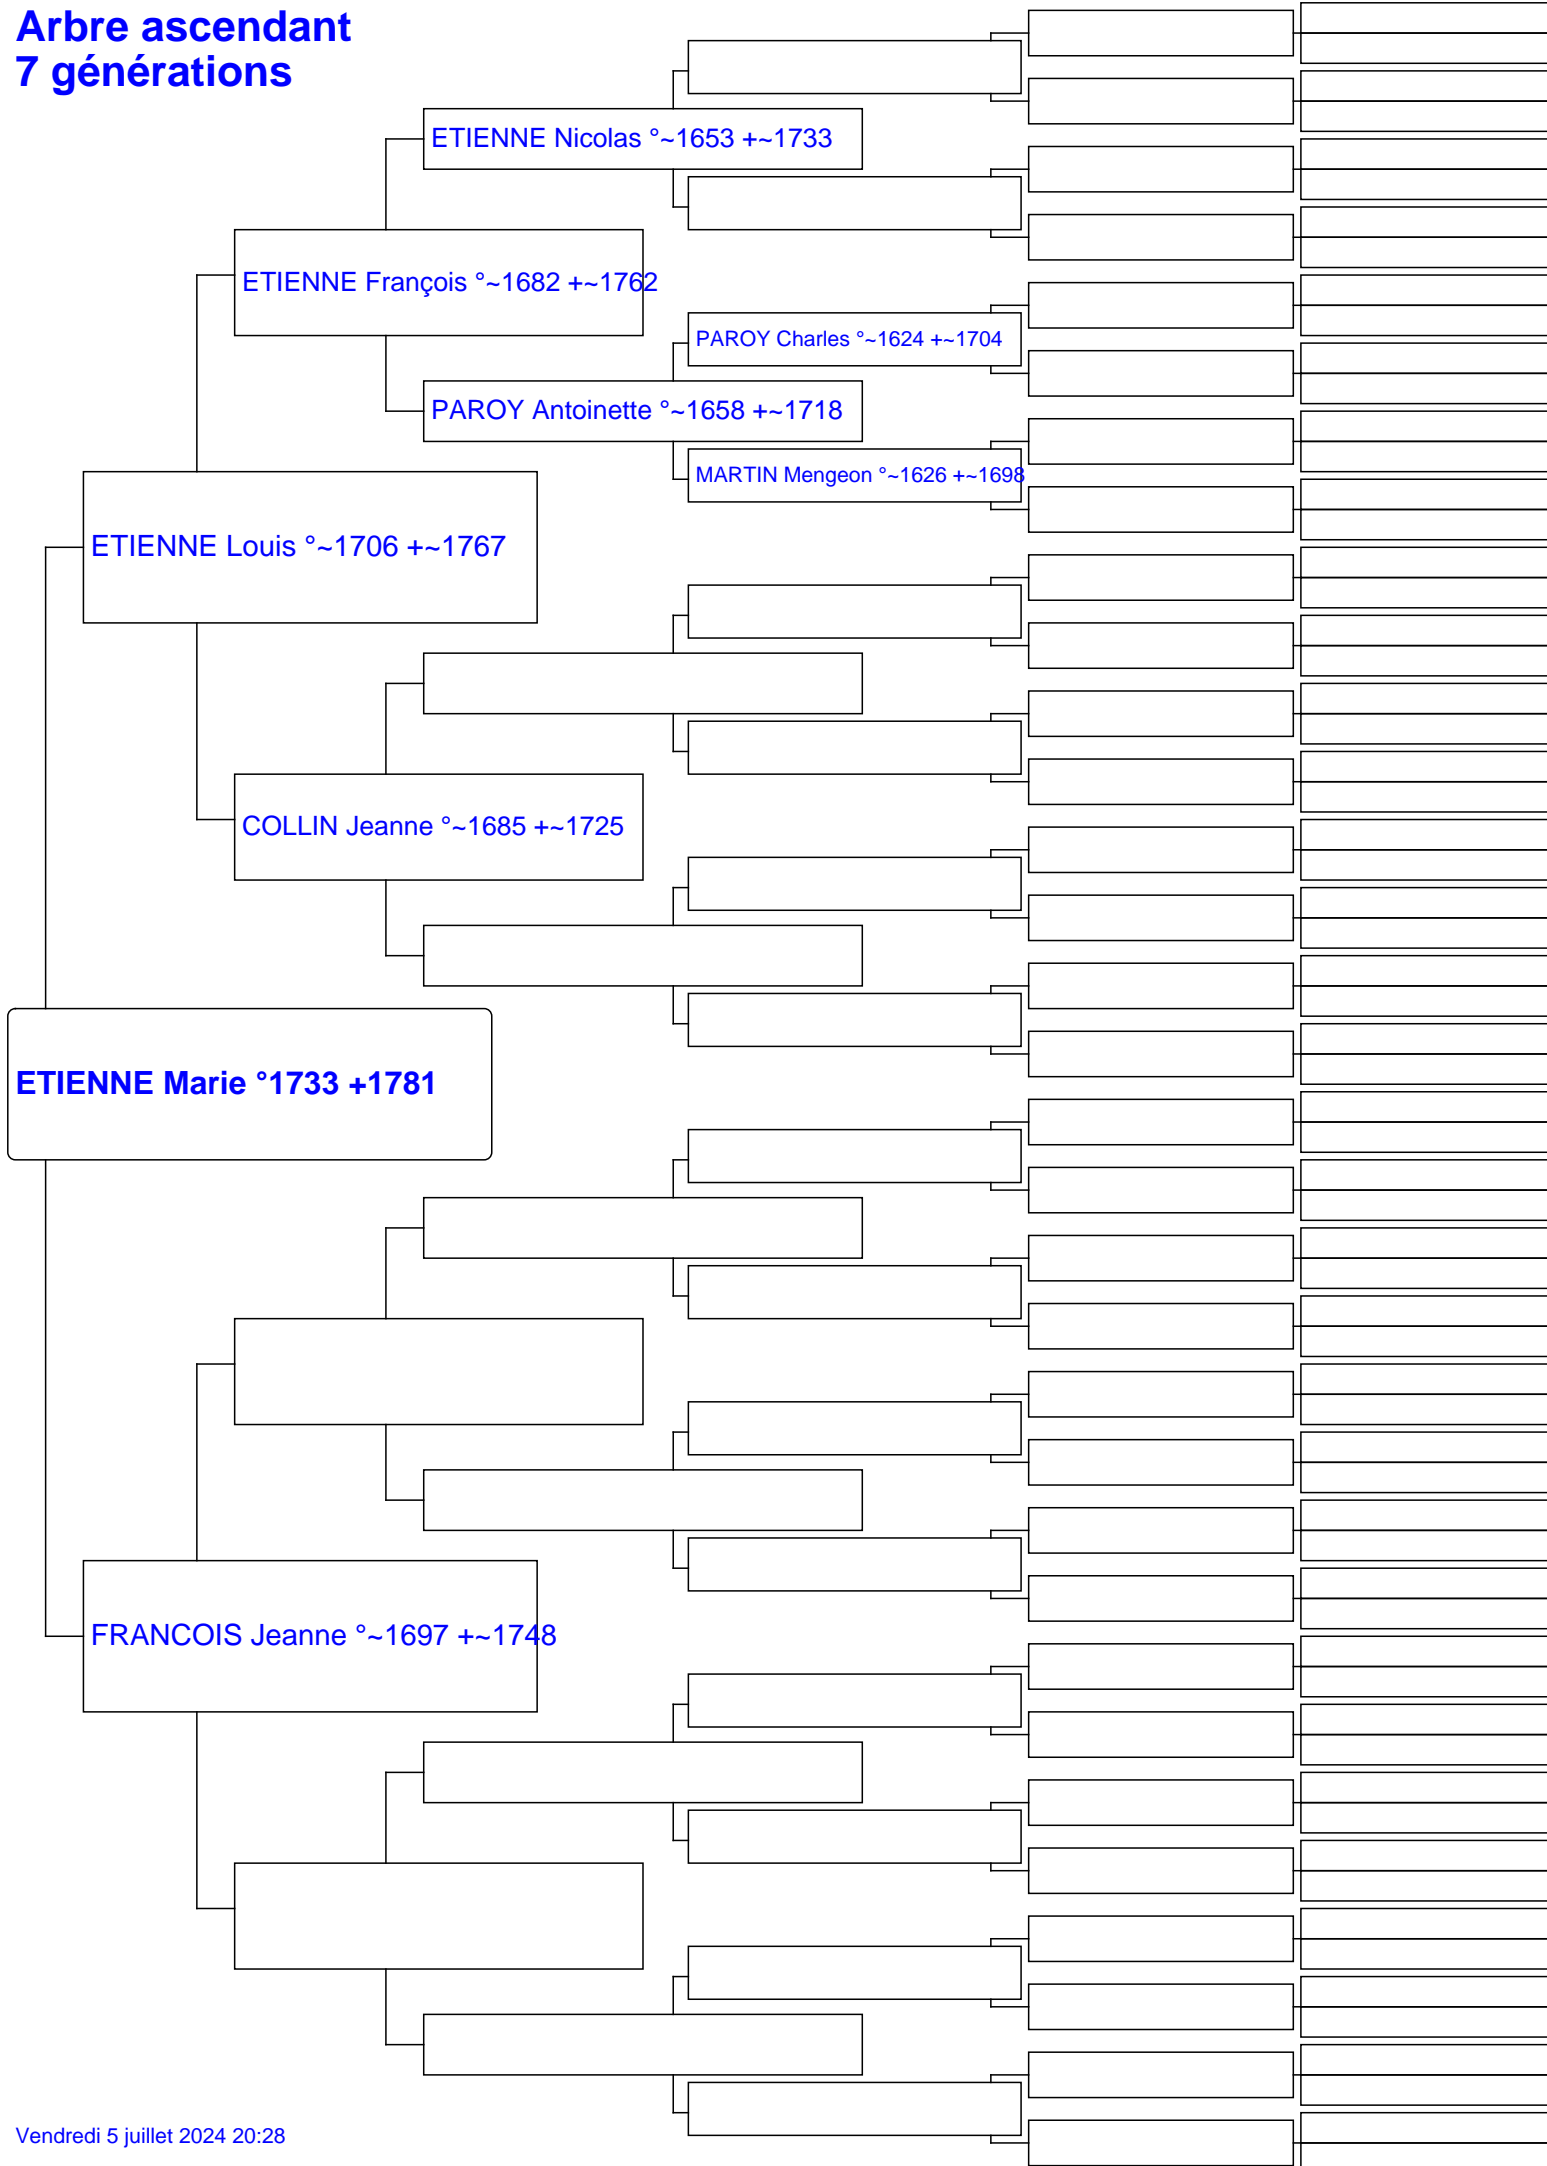 Arbre ascendant
7 générations
ETIENNE Nicolas °~1653 +~1733
ETIENNE François °~1682 +~1762
PAROY Charles °~1624 +~1704
PAROY Antoinette °~1658 +~1718
MARTIN Mengeon °~1626 +~1698
ETIENNE Louis °~1706 +~1767
COLLIN Jeanne °~1685 +~1725
ETIENNE Marie °1733 +1781
FRANCOIS Jeanne °~1697 +~1748
Vendredi 5 juillet 2024 20:28